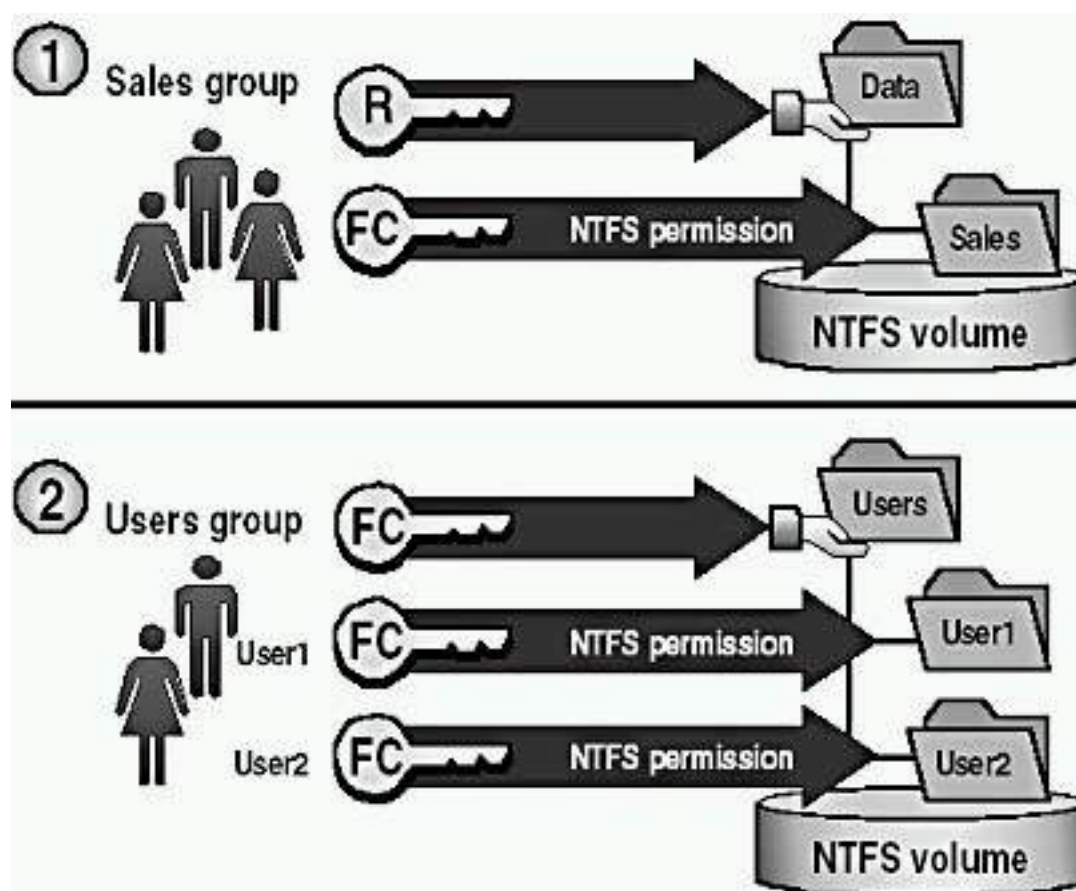 1
Sales group
R
Data
FC
NTFS permission
Sales
NTFS volume
2
Users group
FC
Users
User1
FC
NTFS permission
User1
User2
FC
NTFS permission
User2
NTFS volume